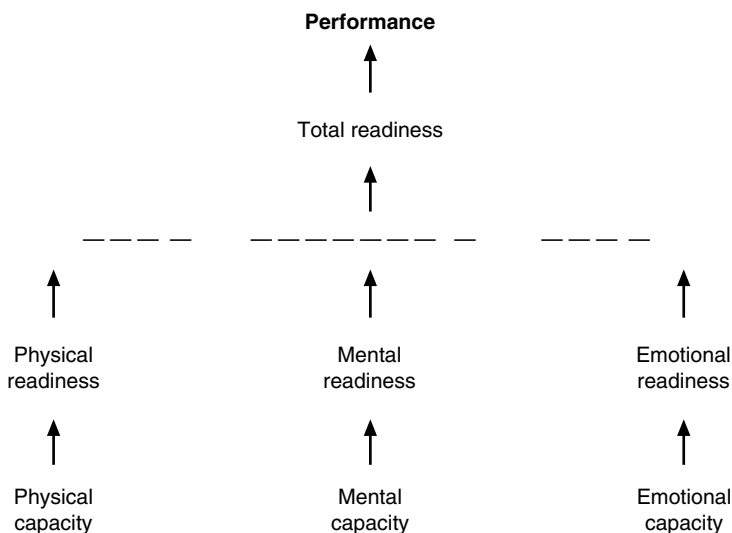 Performance
Total readiness
Physical
readiness
Mental
readiness
Emotional
readiness
Physical
capacity
Mental
capacity
Emotional
capacity